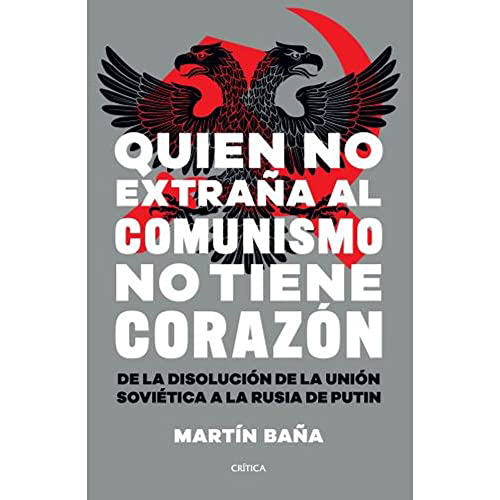 QUIEN NO
EXTRAÑA AL
COMUNISMO
NO TIENE
CORAZÓN
DE LA DISOLUCIÓN DE LA UNIÓN
SOVIÉTICA A LA RUSIA DE PUTIN
MARTÍN BAÑA
CRÍTICA